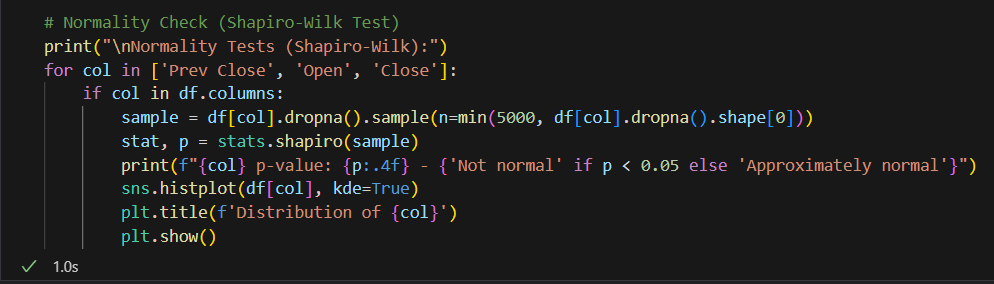 # Normality Check (Shapiro-Wilk Test)
print("\nNormality Tests (Shapiro-Wilk):")
for col in ['Prev Close', 'Open', 'Close']:
    if col in df.columns:
        sample = df[col].dropna().sample(n=min(5000, df[col].dropna().shape[0]))
        stat, p = stats.shapiro(sample)
        print(f"{col} p-value: {p:.4f} - {'Not normal' if p < 0.05 else 'Approximately normal'}")
        sns.histplot(df[col], kde=True)
        plt.title(f'Distribution of {col}')
        plt.show()
1.0s